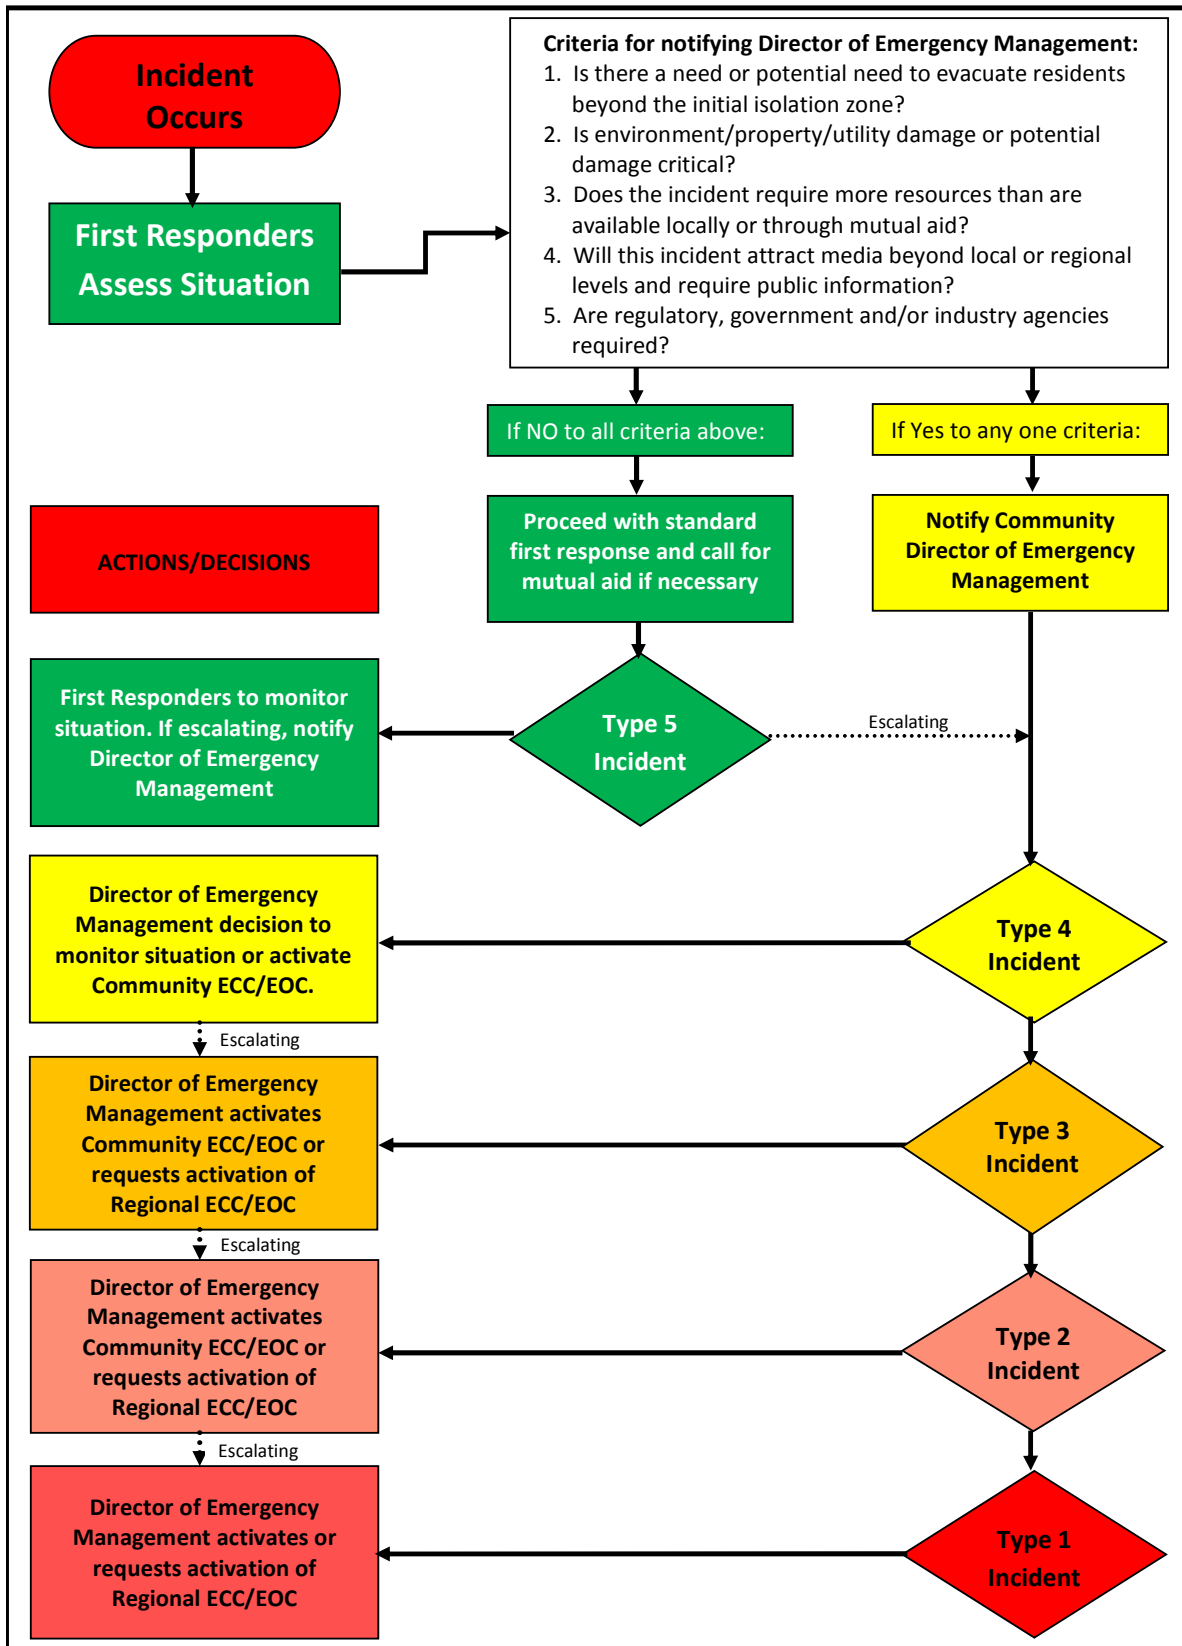 Incident
Occurs
First Responders
Assess Situation
Criteria for notifying Director of Emergency Management:
1. Is there a need or potential need to evacuate residents
beyond the initial isolation zone?
2. Is environment/property/utility damage or potential
damage critical?
3. Does the incident require more resources than are
available locally or through mutual aid?
4. Will this incident attract media beyond local or regional
levels and require public information?
5. Are regulatory, government and/or industry agencies
required?
If NO to all criteria above:
If Yes to any one criteria:
ACTIONS/DECISIONS
Proceed with standard
first response and call for
mutual aid if necessary
Notify Community
Director of Emergency
Management
First Responders to monitor
situation. If escalating, notify
Director of Emergency
Management
Type 5
Incident
Escalating
Director of Emergency
Management decision to
monitor situation or activate
Community ECC/EOC.
Type 4
Incident
Escalating
Director of Emergency
Management activates
Community ECC/EOC or
requests activation of
Regional ECC/EOC
Type 3
Incident
Escalating
Director of Emergency
Management activates
Community ECC/EOC or
requests activation of
Regional ECC/EOC
Type 2
Incident
Escalating
Director of Emergency
Management activates or
requests activation of
Regional ECC/EOC
Type 1
Incident